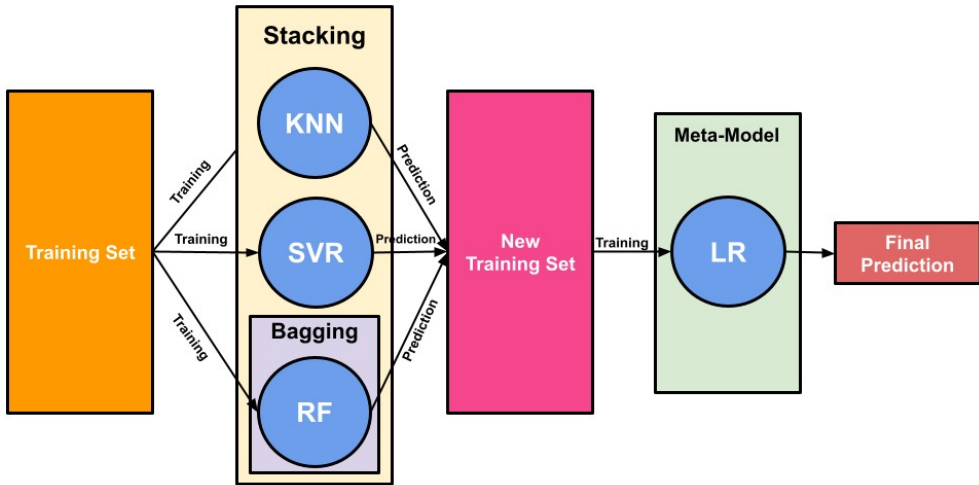 Stacking
KNN
Training
Prediction
Training Set
Training
SVR
Prediction
New
Training Set
Training
Meta-Model
LR
Final
Prediction
Training
Bagging
RF
Prediction